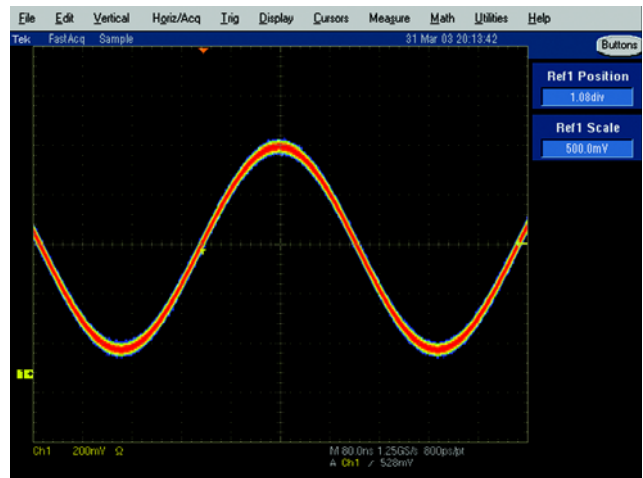 File Edit Vertical Horiz/Acq Trig Display Cursors Measure Math Utilities Help
Tek FastAcq Sample 31 Mar 03 20:13:42 Buttons
Ref1 Position
1.08div
Ref1 Scale
500.0mV
Ch1 200mV Ω M 80.0ns 1.25GS/s 800ps/pt
A Ch1 ∕ 528mV